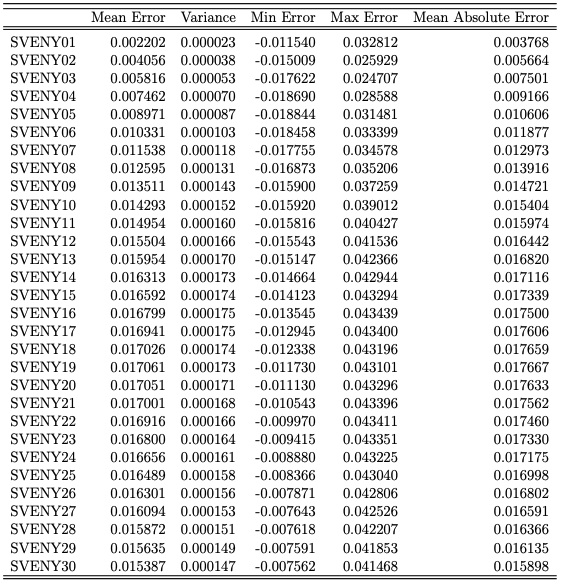 Mean Error Variance Min Error Max Error Mean Absolute Error
SVENY01 0.002202 0.000023 -0.011540 0.032812 0.003768
SVENY02 0.004056 0.000038 -0.015009 0.025929 0.005664
SVENY03 0.005816 0.000053 -0.017622 0.024707 0.007501
SVENY04 0.007462 0.000070 -0.018690 0.028588 0.009166
SVENY05 0.008971 0.000087 -0.018844 0.031481 0.010606
SVENY06 0.010331 0.000103 -0.018458 0.033399 0.011877
SVENY07 0.011538 0.000118 -0.017755 0.034578 0.012973
SVENY08 0.012595 0.000131 -0.016873 0.035206 0.013916
SVENY09 0.013511 0.000143 -0.015900 0.037259 0.014721
SVENY10 0.014293 0.000152 -0.015920 0.039012 0.015404
SVENY11 0.014954 0.000160 -0.015816 0.040427 0.015974
SVENY12 0.015504 0.000166 -0.015543 0.041536 0.016442
SVENY13 0.015954 0.000170 -0.015147 0.042366 0.016820
SVENY14 0.016313 0.000173 -0.014664 0.042944 0.017116
SVENY15 0.016592 0.000174 -0.014123 0.043294 0.017339
SVENY16 0.016799 0.000175 -0.013545 0.043439 0.017500
SVENY17 0.016941 0.000175 -0.012945 0.043400 0.017606
SVENY18 0.017026 0.000174 -0.012338 0.043196 0.017659
SVENY19 0.017061 0.000173 -0.011730 0.043101 0.017667
SVENY20 0.017051 0.000171 -0.011130 0.043296 0.017633
SVENY21 0.017001 0.000168 -0.010543 0.043396 0.017562
SVENY22 0.016916 0.000166 -0.009970 0.043411 0.017460
SVENY23 0.016800 0.000164 -0.009415 0.043351 0.017330
SVENY24 0.016656 0.000161 -0.008880 0.043225 0.017175
SVENY25 0.016489 0.000158 -0.008366 0.043040 0.016998
SVENY26 0.016301 0.000156 -0.007871 0.042806 0.016802
SVENY27 0.016094 0.000153 -0.007643 0.042526 0.016591
SVENY28 0.015872 0.000151 -0.007618 0.042207 0.016366
SVENY29 0.015635 0.000149 -0.007591 0.041853 0.016135
SVENY30 0.015387 0.000147 -0.007562 0.041468 0.015898